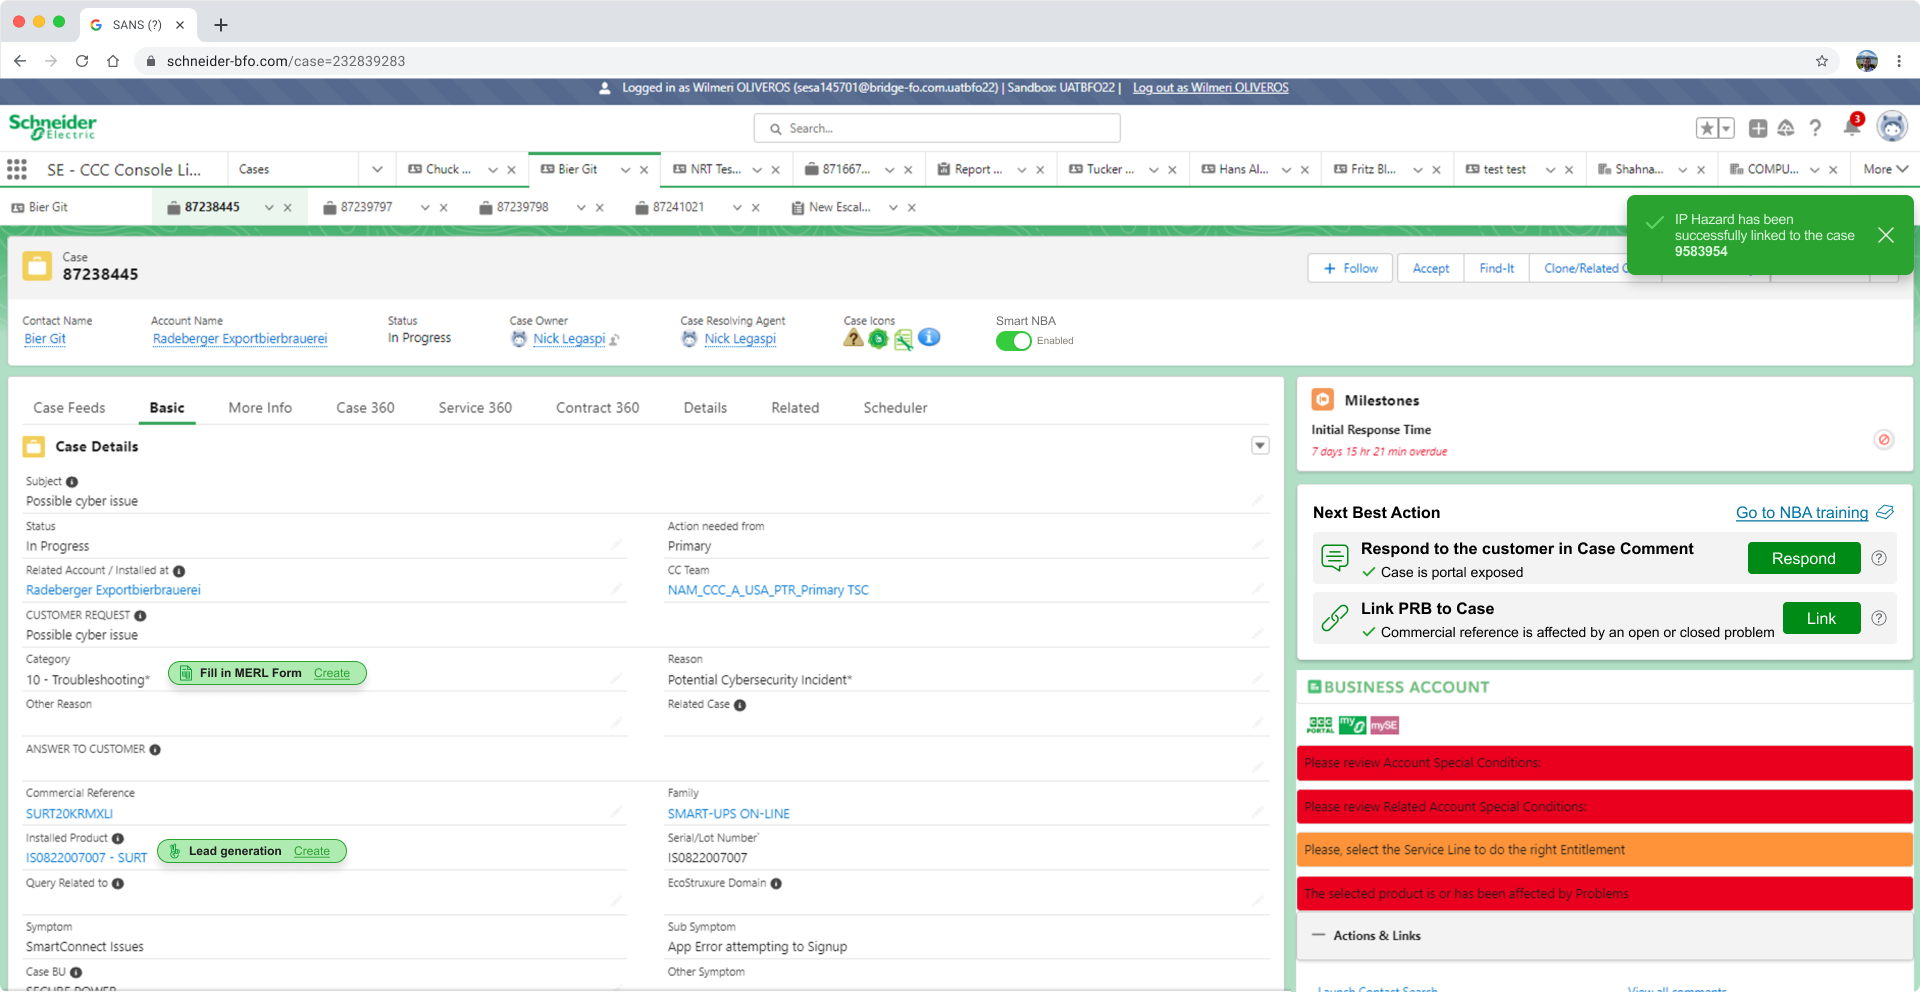 SANS (?)
schneider-bfo.com/case=232839283
Logged in as Wilmeri OLIVEROS (sesa145701@bridge-fo.com.uatbfo22) | Sandbox: UATBFO22 | Log out as Wilmeri OLIVEROS
Schneider
Electric
Search...
3
SE - CCC Console Li...
Cases
Chuck ...
Bier Git
NRT Tes...
871667...
Report ...
Tucker ...
Hans Al...
Fritz Bl...
test test
Shahna...
COMPU...
More
Bier Git
87238445
87239797
87239798
87241021
New Escal...
IP Hazard has been
successfully linked to the case
9583954
Case
87238445
Follow
Accept
Find-It
Clone/Related
Contact Name
Account Name
Status
Case Owner
Case Resolving Agent
Case Icons
Smart NBA
Bier Git
Radeberger Exportbierbrauerei
In Progress
Nick Legaspi
Nick Legaspi
Enabled
Case Feeds
Basic
More Info
Case 360
Service 360
Contract 360
Details
Related
Scheduler
Case Details
Subject
Possible cyber issue
Status
In Progress
Action needed from
Primary
Related Account / Installed at
Radeberger Exportbierbrauerei
CC Team
NAM_CCC_A_USA_PTR_Primary TSC
CUSTOMER REQUEST
Possible cyber issue
Category
10 - Troubleshooting*
Fill in MERL Form Create
Reason
Potential Cybersecurity Incident*
Other Reason
Related Case
ANSWER TO CUSTOMER
Commercial Reference
SURT20KRMXLI
Family
SMART-UPS ON-LINE
Installed Product
IS0822007007 - SURT
Lead generation Create
Serial/Lot Number*
IS0822007007
Query Related to
EcoStruxure Domain
Symptom
SmartConnect Issues
Sub Symptom
App Error attempting to Signup
Case BU
SECURE POWER
Other Symptom
Milestones
Initial Response Time
7 days 15 hr 21 min overdue
Next Best Action
Go to NBA training
Respond to the customer in Case Comment
Case is portal exposed
Respond
Link PRB to Case
Commercial reference is affected by an open or closed problem
Link
BUSINESS ACCOUNT
CCC
PORTAL
my
mySE
Please review Account Special Conditions:
Please review Related Account Special Conditions:
Please, select the Service Line to do the right Entitlement
The selected product is or has been affected by Problems
Actions & Links
Launch Contact Search
View all comments